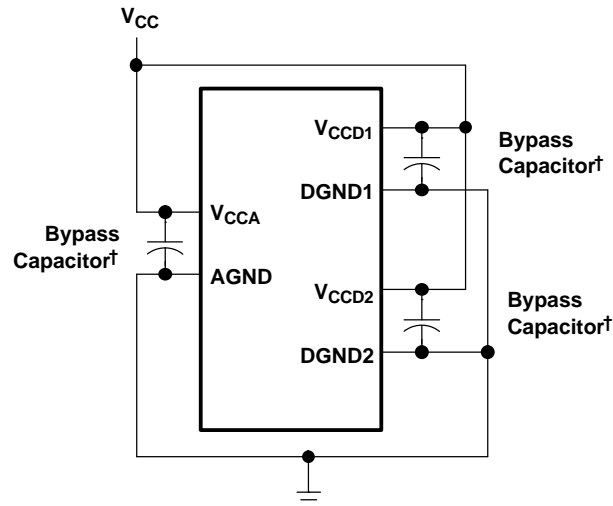 VCC
VCCD1
Bypass
Capacitor†
DGND1
VCCA
Bypass
Capacitor†
AGND
VCCD2
Bypass
Capacitor†
DGND2